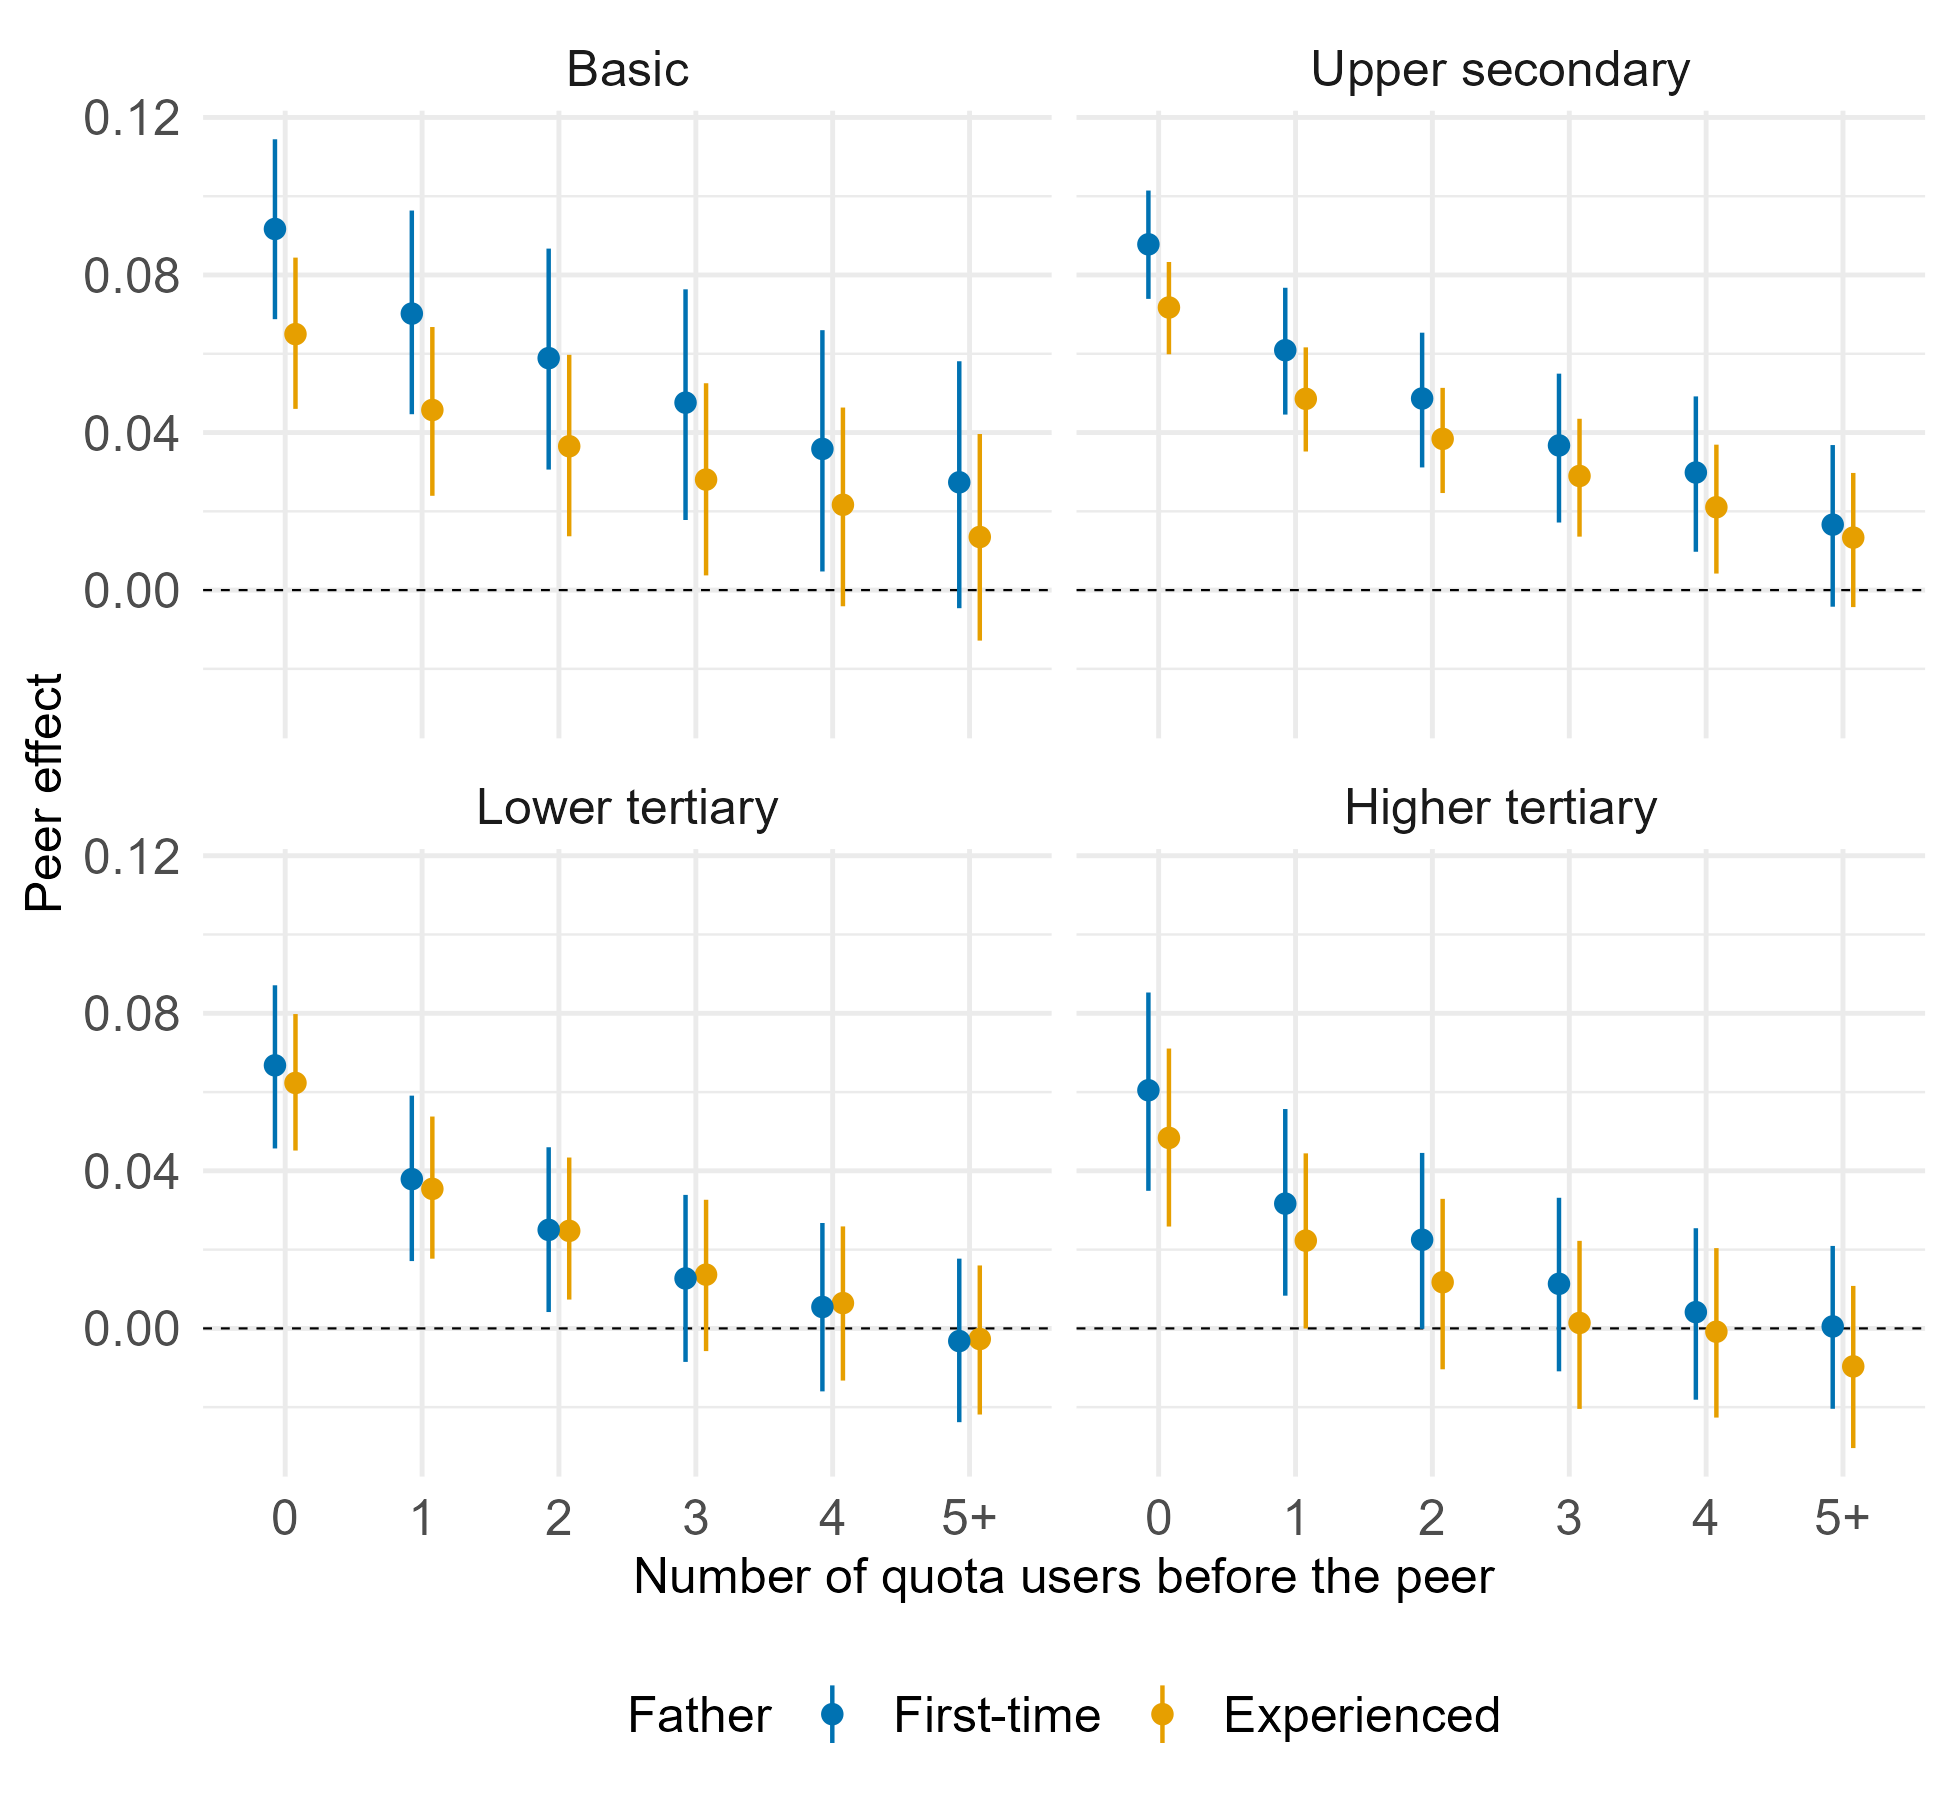 Basic
Upper secondary
0.12
0.08
0.04
0.00
Peer effect
Lower tertiary
Higher tertiary
0.12
0.08
0.04
0.00
0 1 2 3 4 5+
0 1 2 3 4 5+
Number of quota users before the peer
Father First-time Experienced